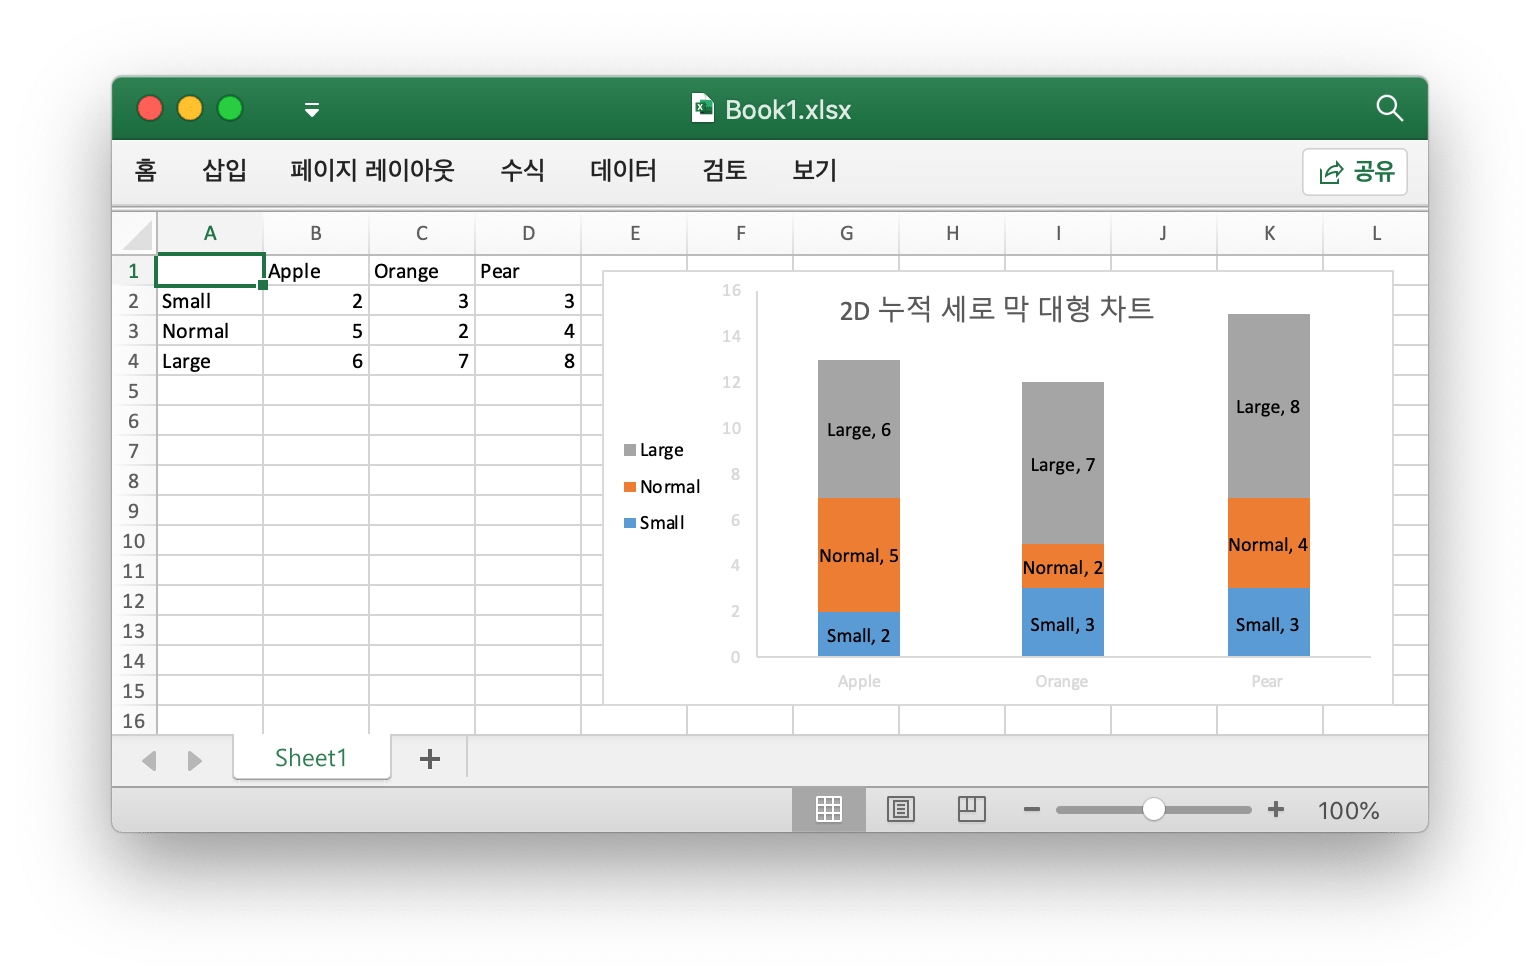 Book1.xlsx
홈 삽입 페이지 레이아웃 수식 데이터 검토 보기 공유
A B C D E F G H I J K L
1 Apple Orange Pear
2 Small 2 3 3
3 Normal 5 2 4
4 Large 6 7 8
5
6
7
8
9
10
11
12
13
14
15
16
2D 누적 세로 막 대형 차트
16
14
12
10
8
6
4
2
0
Large
Normal
Small
Large, 6
Normal, 5
Small, 2
Large, 7
Normal, 2
Small, 3
Large, 8
Normal, 4
Small, 3
Apple Orange Pear
Sheet1
100%